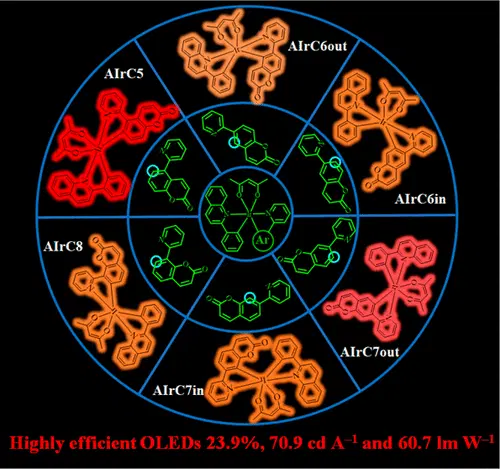 AIrC6out
AIrC5
AIrC6in
Ar
AIrC8
AIrC7out
AIrC7in
Highly efficient OLEDs 23.9%, 70.9 cd A⁻¹ and 60.7 lm W⁻¹